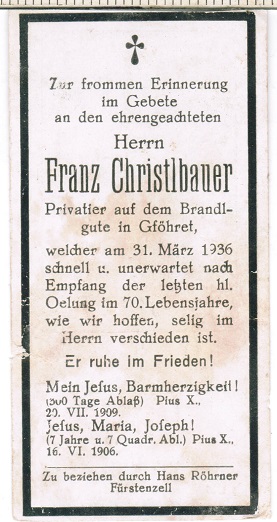 Zur frommen Erinnerung
im Gebete
an den ehrengeachteten
Herrn
Franz Christlbauer
Privatier auf dem Brandl-
gute in Gföhret,
welcher am 31. März 1936
schnell u. unerwartet nach
Empfang der letzten hl.
Oelung im 70. Lebensjahre,
wie wir hoffen, selig im
Herrn verschieden ist.
Er ruhe im Frieden!
Mein Jesus, Barmherzigkeit!
(300 Tage Ablaß) Pius X.,
20. VII. 1909.
Jesus, Maria, Joseph!
(7 Jahre u. 7 Quadr. Abl.) Pius X.,
16. VI. 1906.
Zu beziehen durch Hans Röhrner
Fürstenzell